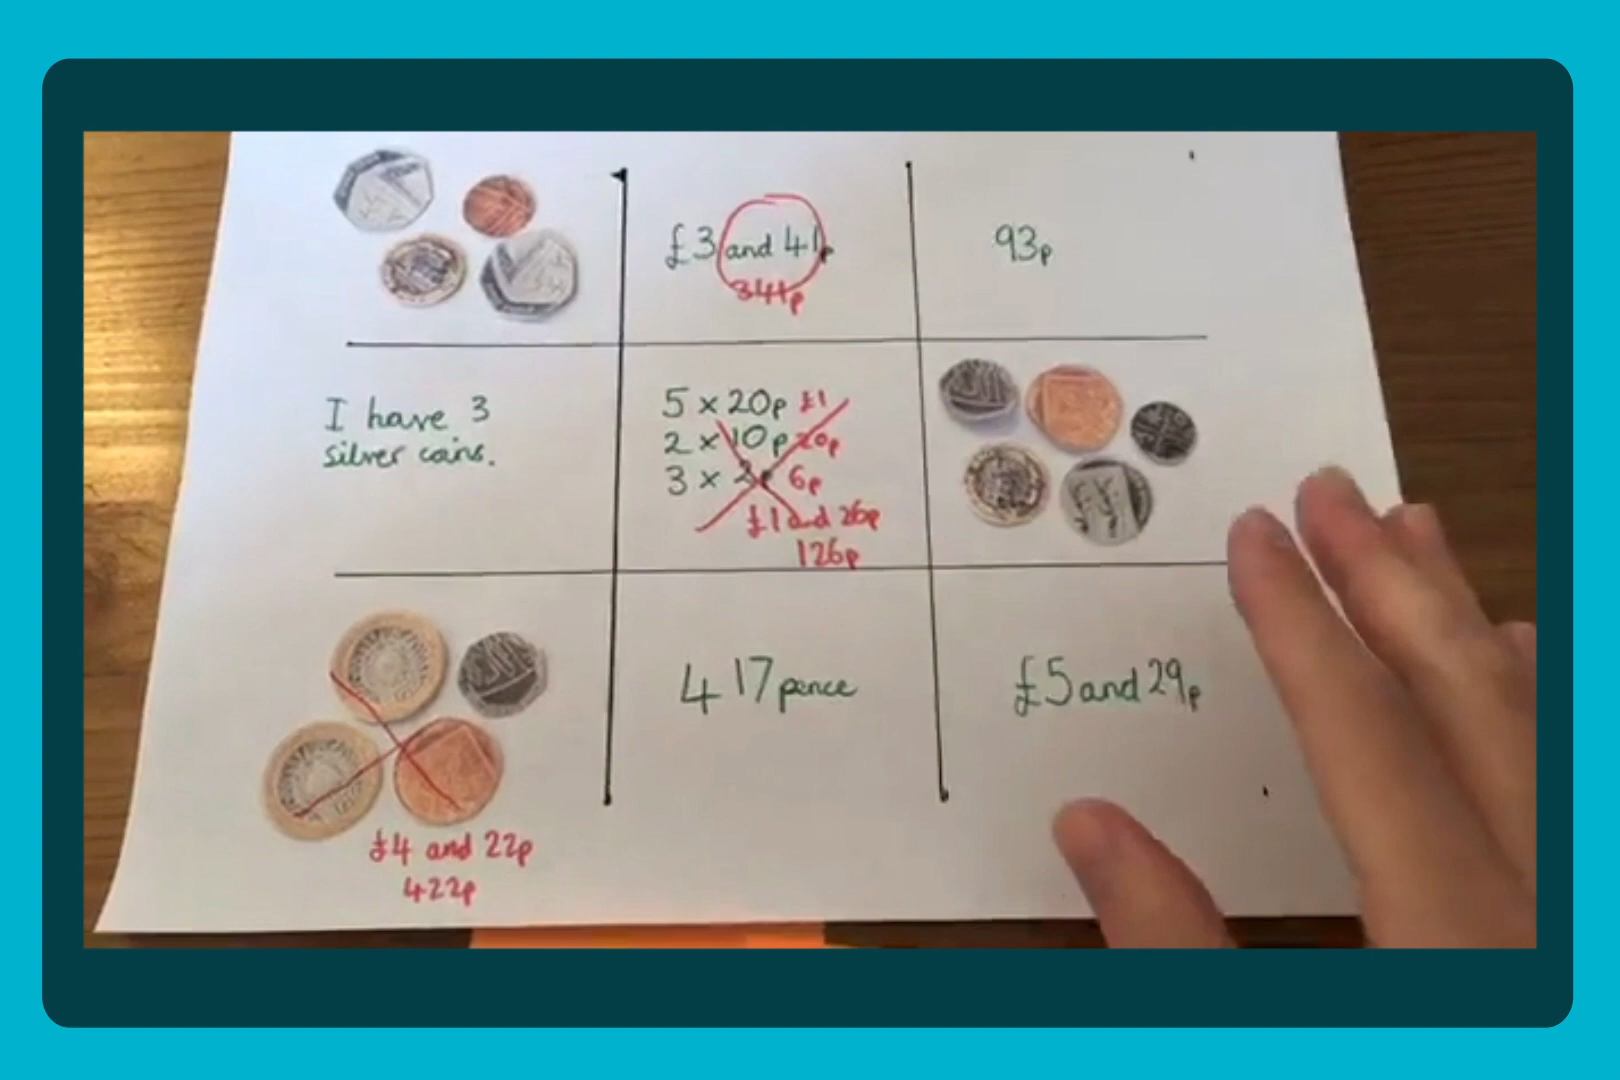 £3 and 41p
341p
93p
I have 3
silver coins.
5 x 20p £1
2 x 10p 20p
3 x 2p 6p
£1 and 26p
126p
£4 and 22p
422p
417 pence
£5 and 29p